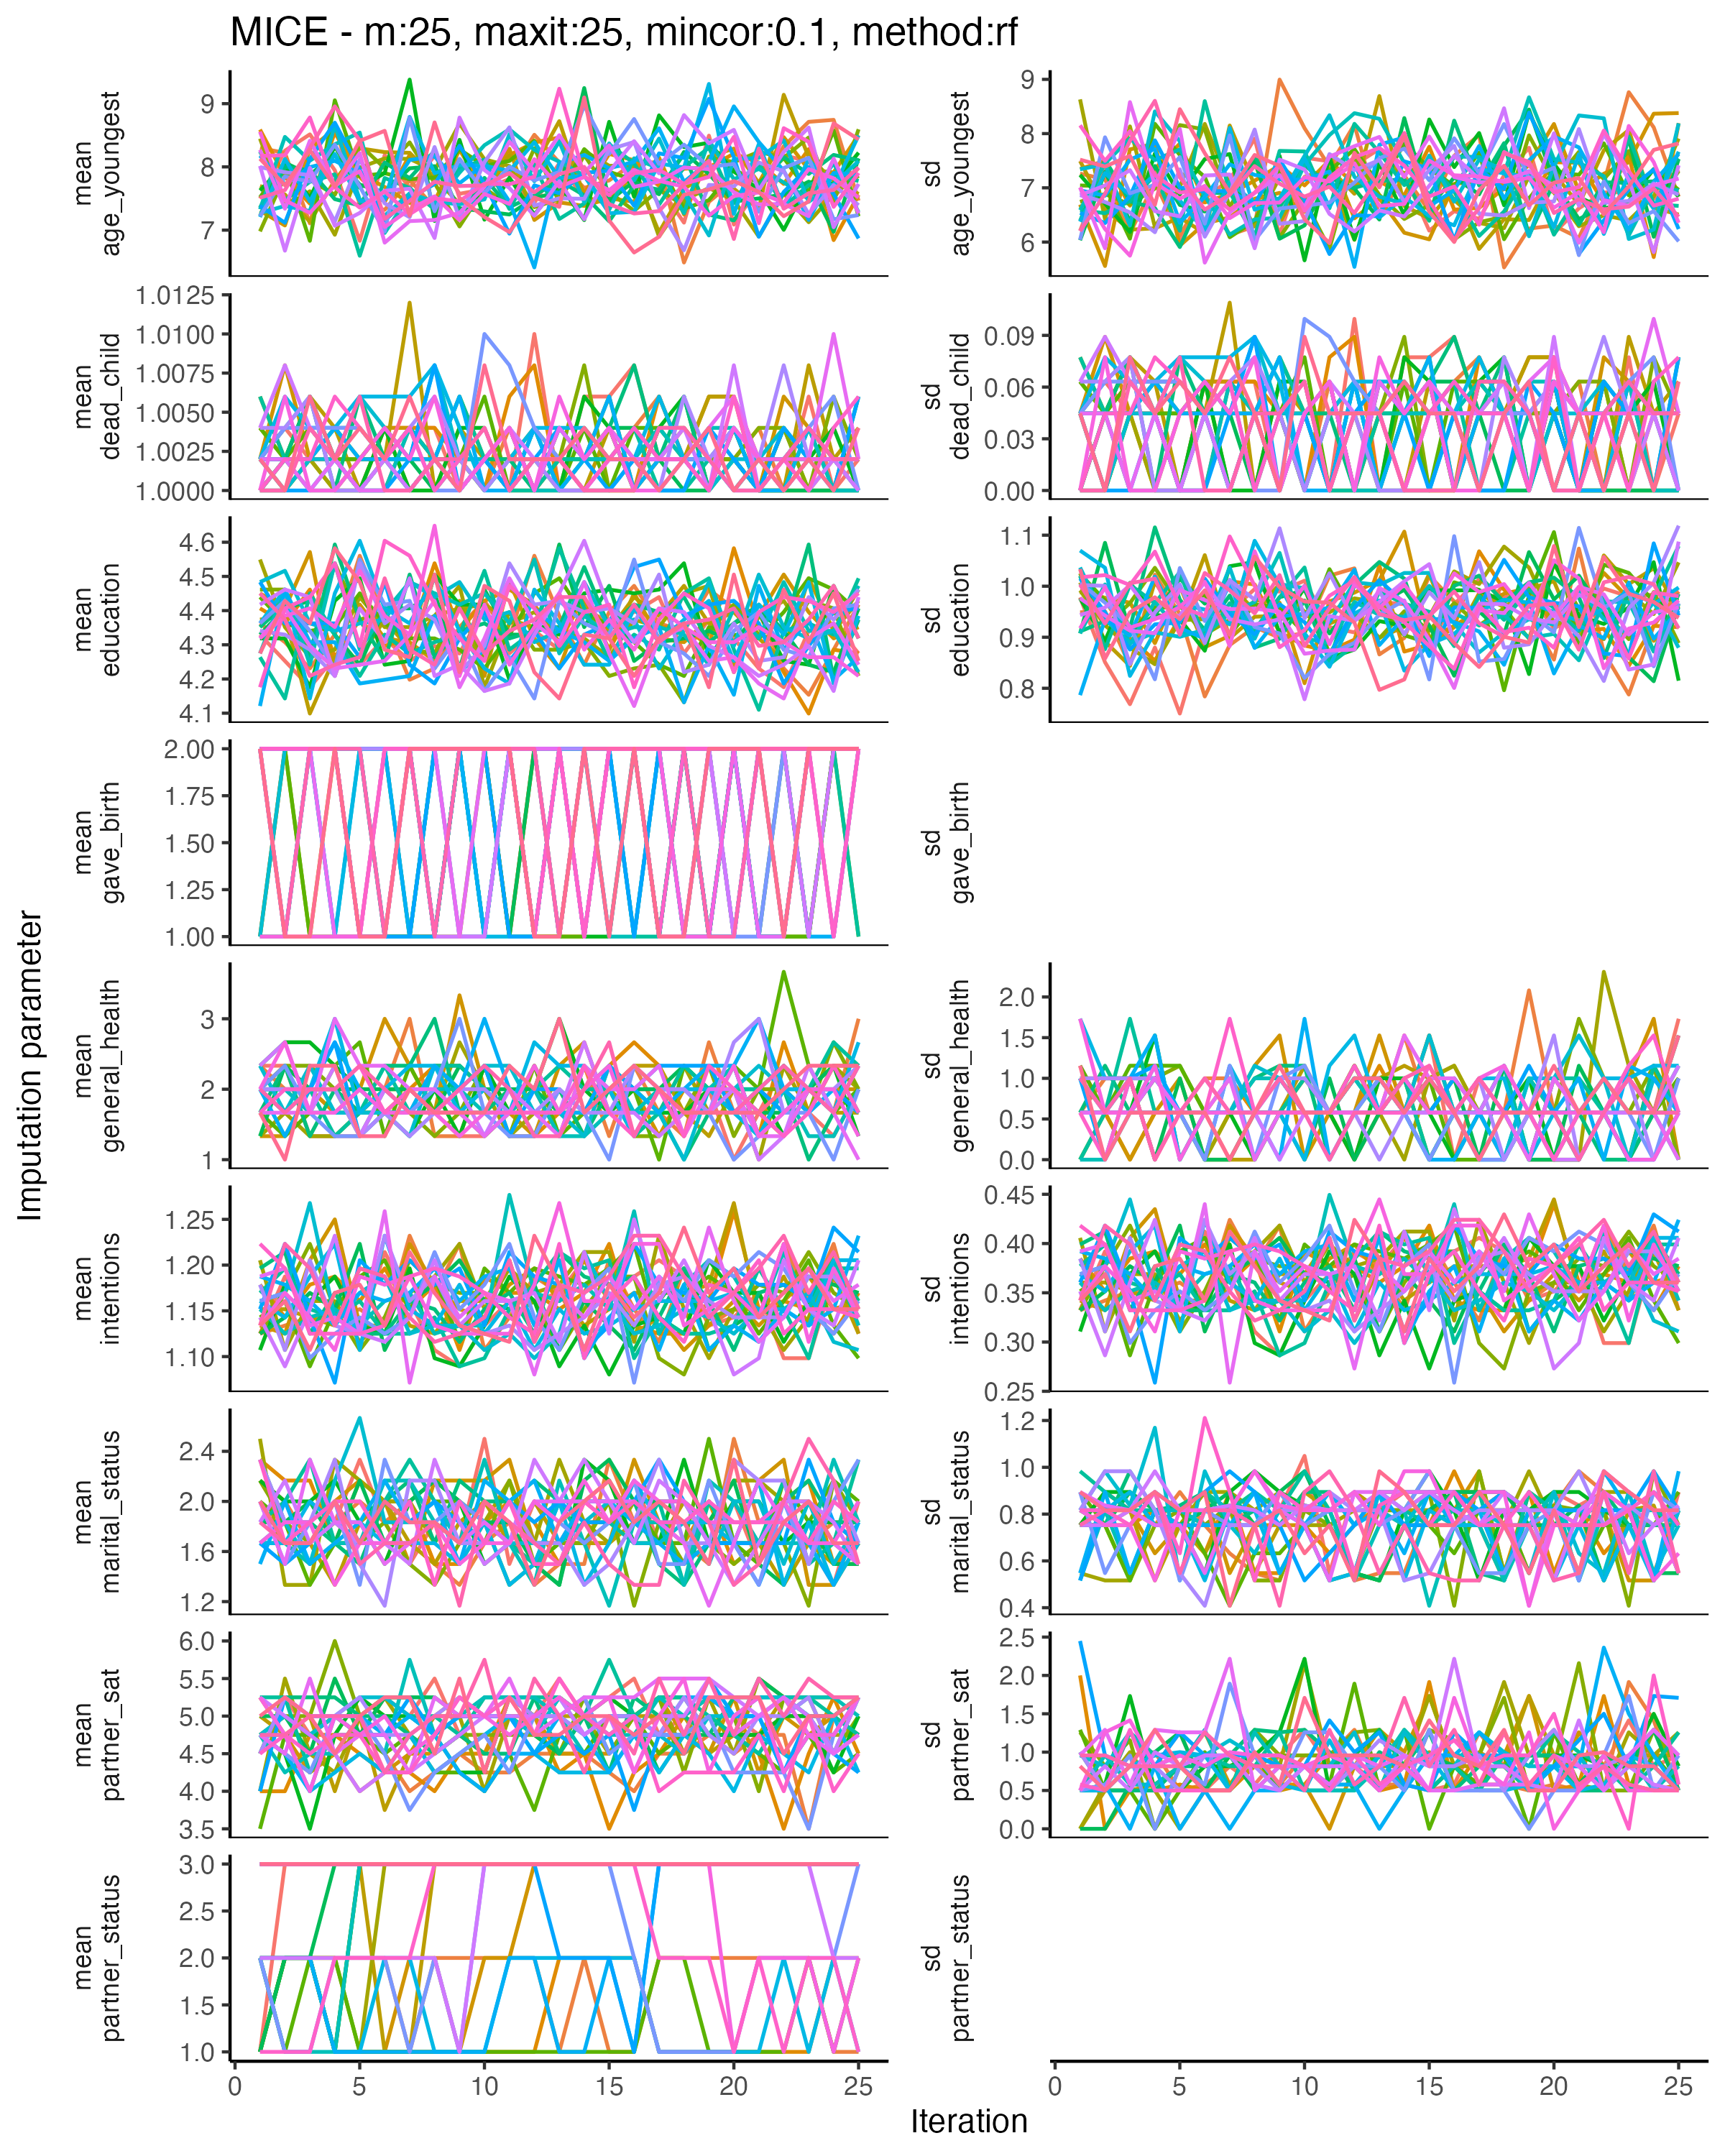 MICE - m:25, maxit:25, mincor:0.1, method:rf
Imputation parameter
mean
age_youngest
9
8
7
sd
age_youngest
9
8
7
6
mean
dead_child
1.0125
1.0100
1.0075
1.0050
1.0025
1.0000
sd
dead_child
0.09
0.06
0.03
0.00
mean
education
4.6
4.5
4.4
4.3
4.2
4.1
sd
education
1.1
1.0
0.9
0.8
mean
gave_birth
2.00
1.75
1.50
1.25
1.00
sd
gave_birth
mean
general_health
3
2
1
sd
general_health
2.0
1.5
1.0
0.5
0.0
mean
intentions
1.25
1.20
1.15
1.10
sd
intentions
0.45
0.40
0.35
0.30
0.25
mean
marital_status
2.4
2.0
1.6
1.2
sd
marital_status
1.2
1.0
0.8
0.6
0.4
mean
partner_sat
6.0
5.5
5.0
4.5
4.0
3.5
sd
partner_sat
2.5
2.0
1.5
1.0
0.5
0.0
mean
partner_status
3.0
2.5
2.0
1.5
1.0
sd
partner_status
0 5 10 15 20 25
0 5 10 15 20 25
Iteration